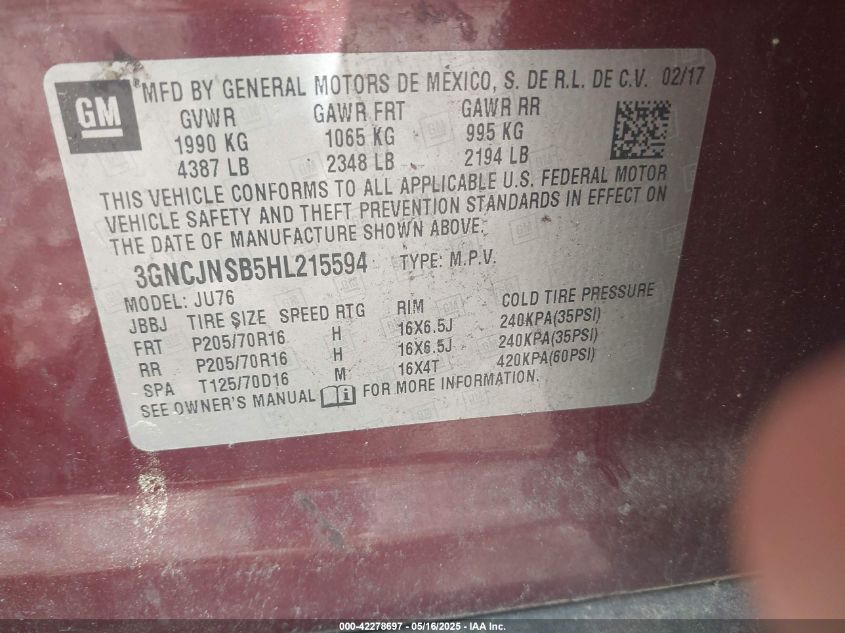 GM
MFD BY GENERAL MOTORS DE MEXICO, S. DE R.L. DE C.V. 02/17
GVWR GAWR FRT GAWR RR
1990 KG 1065 KG 995 KG
4387 LB 2348 LB 2194 LB
THIS VEHICLE CONFORMS TO ALL APPLICABLE U.S. FEDERAL MOTOR
VEHICLE SAFETY AND THEFT PREVENTION STANDARDS IN EFFECT ON
THE DATE OF MANUFACTURE SHOWN ABOVE.
3GNCJNSB5HL215594 TYPE: M.P.V.
MODEL: JU76
JBBJ TIRE SIZE SPEED RTG RIM COLD TIRE PRESSURE
FRT P205/70R16 H 16X6.5J 240KPA(35PSI)
RR P205/70R16 H 16X6.5J 240KPA(35PSI)
SPA T125/70D16 M 16X4T 420KPA(60PSI)
SEE OWNER'S MANUAL FOR MORE INFORMATION.
000-42278697 - 05/16/2025 - IAA Inc.